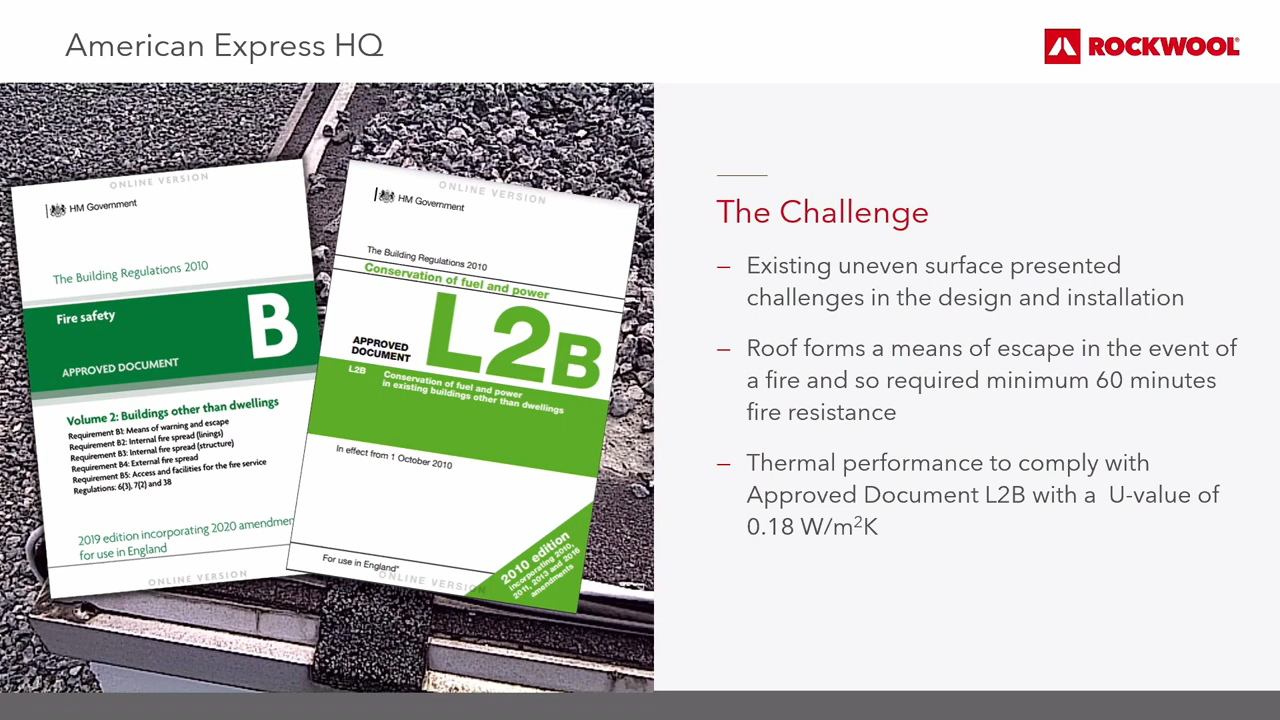 American Express HQ
ROCKWOOL
ONLINE VERSION
HM Government
The Building Regulations 2010
Fire safety
B
APPROVED DOCUMENT
Volume 2: Buildings other than dwellings
Requirement B1: Means of warning and escape
Requirement B2: Internal fire spread (linings)
Requirement B3: Internal fire spread (structure)
Requirement B4: External fire spread
Requirement B5: Access and facilities for the fire service
Regulations: 6(3), 7(2) and 38
2019 edition incorporating 2020 amendmen
for use in England
ONLINE VERSION
ONLINE VERSION
HM Government
The Building Regulations 2010
Conservation of fuel and power
L2B
APPROVED
DOCUMENT
L2B Conservation of fuel and power
in existing buildings other than dwellings
In effect from 1 October 2010
2010 edition
incorporating 2010,
2011, 2013 and 2016
amendments
For use in England*
ONLINE VERSION
The Challenge
– Existing uneven surface presented
challenges in the design and installation
– Roof forms a means of escape in the event of
a fire and so required minimum 60 minutes
fire resistance
– Thermal performance to comply with
Approved Document L2B with a U-value of
0.18 W/m²K